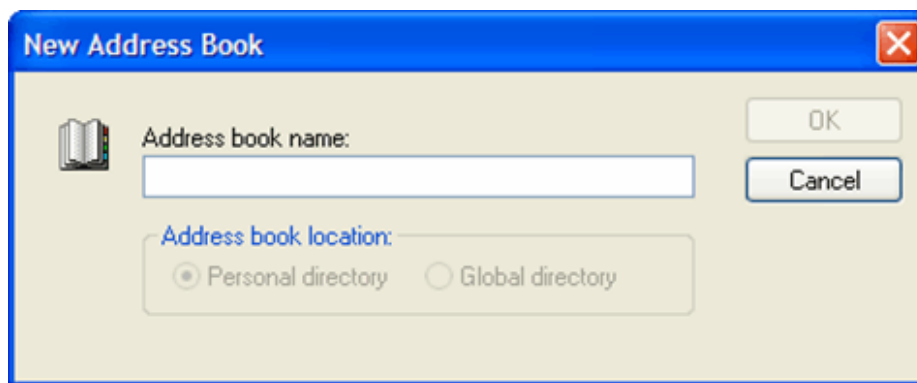 New Address Book
Address book name:
OK
Cancel
Address book location:
Personal directory Global directory